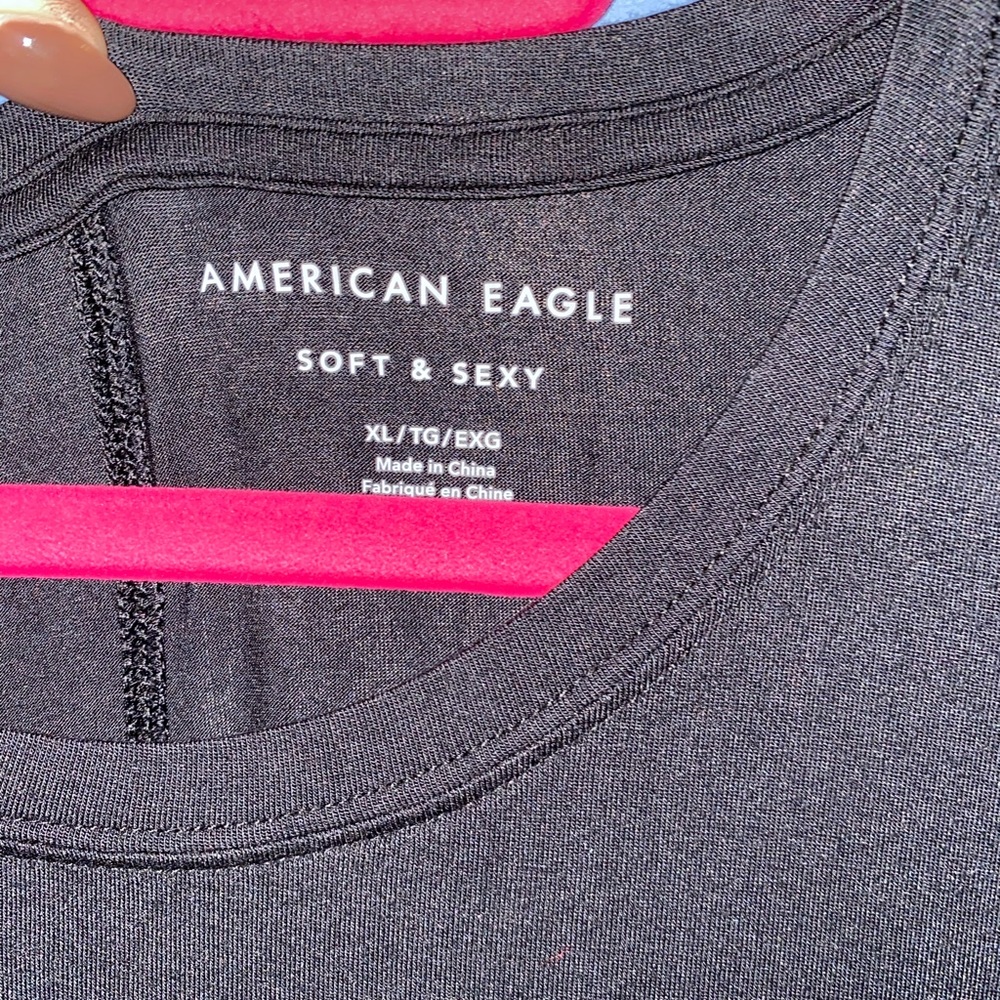 AMERICAN EAGLE
SOFT & SEXY
XL/TG/EXG
Made in China
Fabriqué en Chine